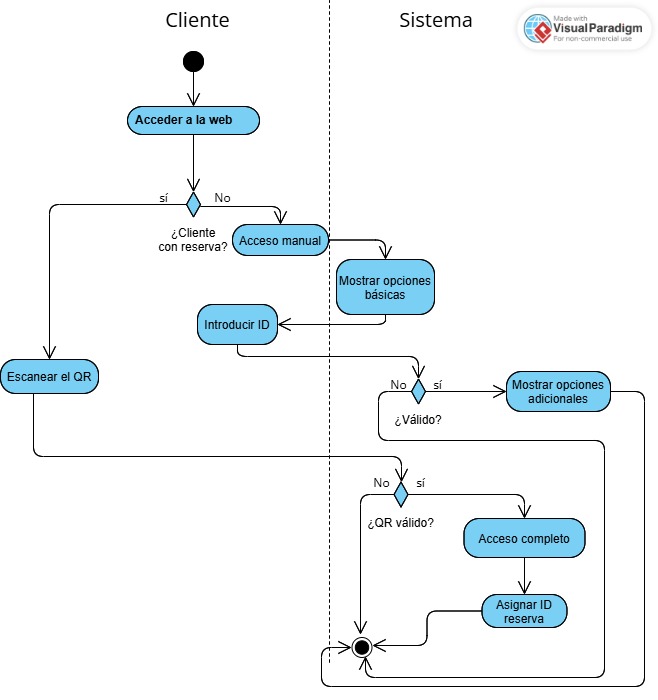 Cliente
Sistema
Made with
VisualParadigm
For non-commercial use
Acceder a la web
sí
No
¿Cliente
con reserva?
Acceso manual
Mostrar opciones
básicas
Introducir ID
Escanear el QR
No
sí
Mostrar opciones
adicionales
¿Válido?
No
sí
¿QR válido?
Acceso completo
Asignar ID
reserva